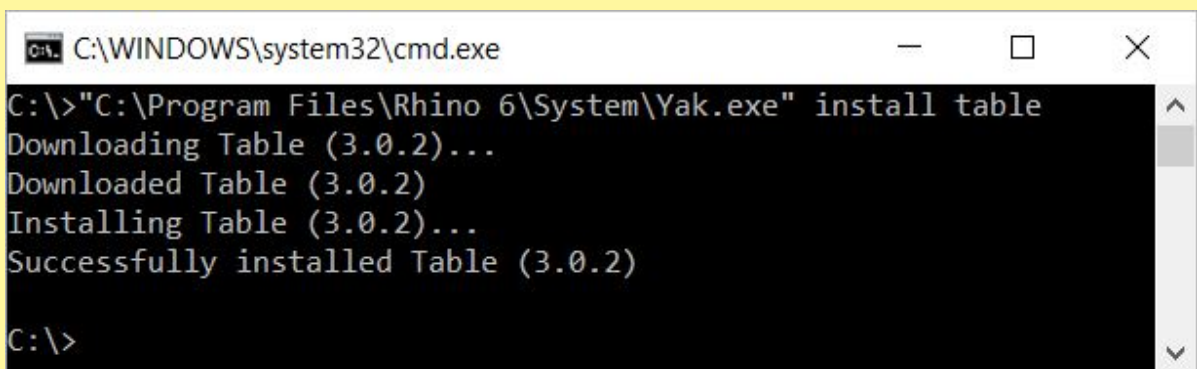 C:\WINDOWS\system32\cmd.exe
C:\>"C:\Program Files\Rhino 6\System\Yak.exe" install table
Downloading Table (3.0.2)...
Downloaded Table (3.0.2)
Installing Table (3.0.2)...
Successfully installed Table (3.0.2)
C:\>